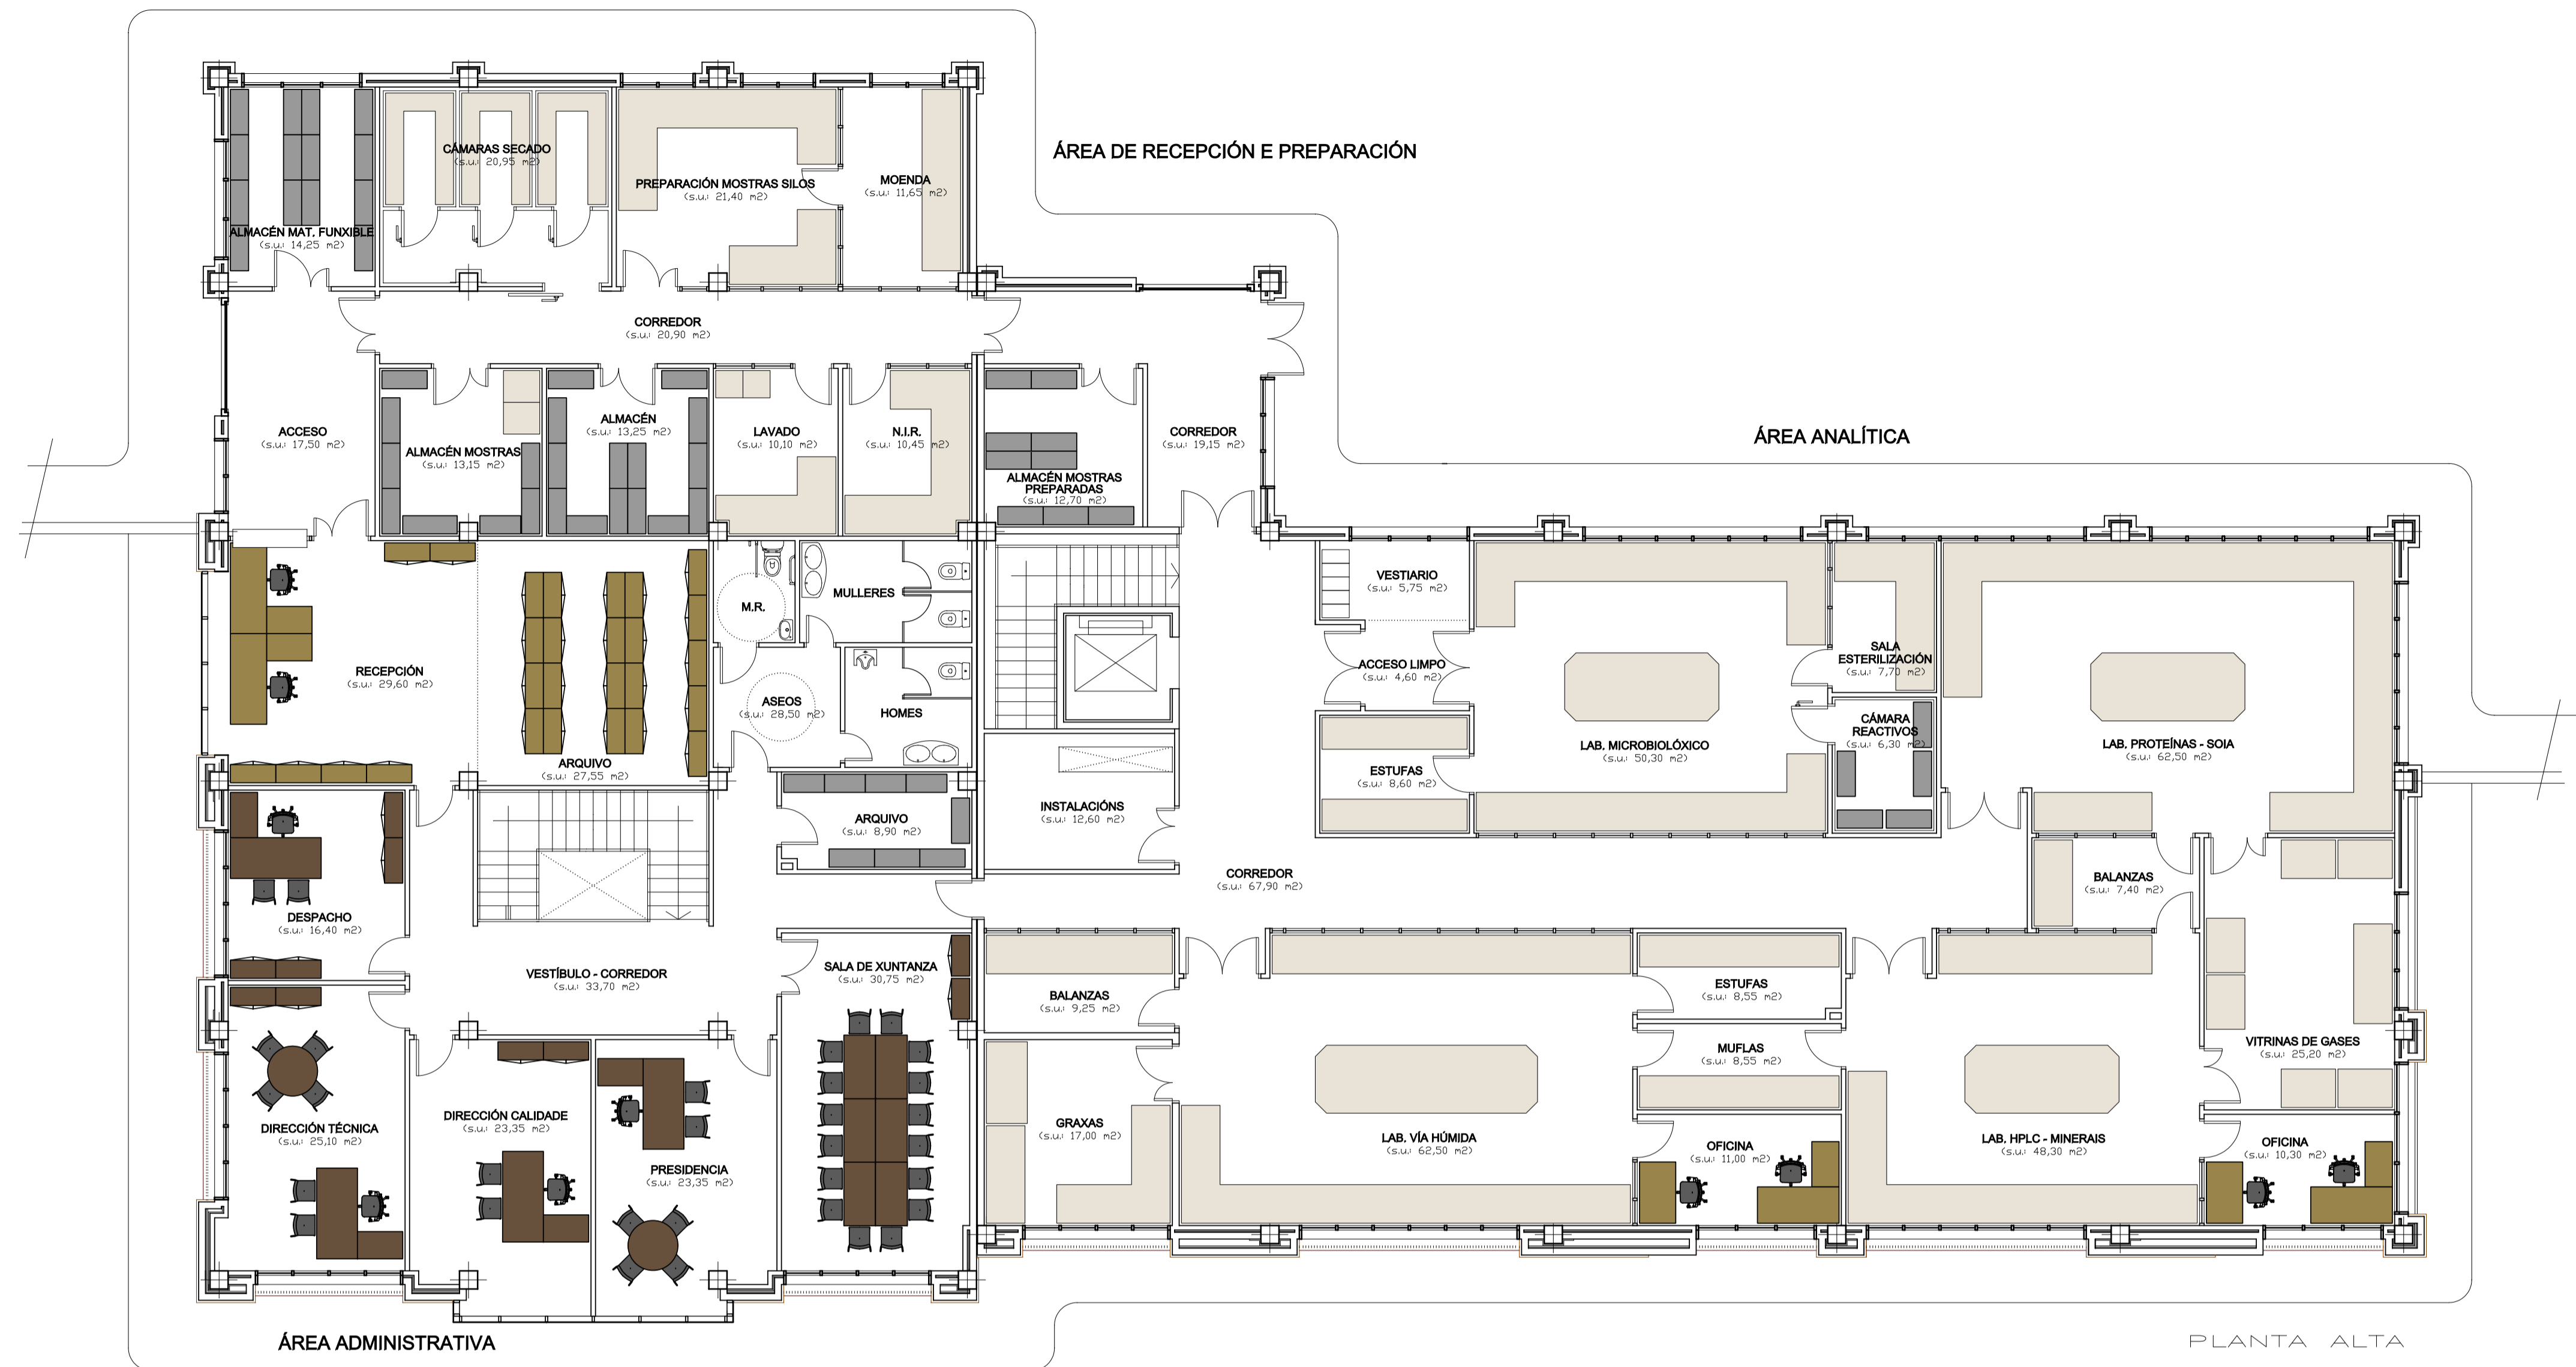 ÁREA DE RECEPCIÓN E PREPARACIÓN
CÁMARAS SECADO
(s.u.: 20,95 m2)
PREPARACIÓN MOSTRAS SILOS
(s.u.: 21,40 m2)
MOENDA
(s.u.: 11,65 m2)
ALMACÉN MAT. FUNXIBLE
(s.u.: 14,25 m2)
CORREDOR
(s.u.: 20,90 m2)
ACCESO
(s.u.: 17,50 m2)
ALMACÉN MOSTRAS
(s.u.: 13,15 m2)
ALMACÉN
(s.u.: 13,25 m2)
LAVADO
(s.u.: 10,10 m2)
N.I.R.
(s.u.: 10,45 m2)
ALMACÉN MOSTRAS
PREPARADAS
(s.u.: 12,70 m2)
CORREDOR
(s.u.: 19,15 m2)
ÁREA ANALÍTICA
M.R.
MULLERES
VESTIARIO
(s.u.: 5,75 m2)
RECEPCIÓN
(s.u.: 29,60 m2)
ARQUIVO
(s.u.: 27,55 m2)
ASEOS
(s.u.: 28,50 m2)
HOMES
ACCESO LIMPO
(s.u.: 4,60 m2)
LAB. MICROBIOLÓXICO
(s.u.: 50,30 m2)
SALA
ESTERILIZACIÓN
(s.u.: 7,70 m2)
CÁMARA
REACTIVOS
(s.u.: 6,30 m2)
LAB. PROTEÍNAS - SOIA
(s.u.: 62,50 m2)
ESTUFAS
(s.u.: 8,60 m2)
INSTALACIÓNS
(s.u.: 12,60 m2)
ARQUIVO
(s.u.: 8,90 m2)
CORREDOR
(s.u.: 67,90 m2)
BALANZAS
(s.u.: 7,40 m2)
DESPACHO
(s.u.: 16,40 m2)
VESTÍBULO - CORREDOR
(s.u.: 33,70 m2)
SALA DE XUNTANZA
(s.u.: 30,75 m2)
BALANZAS
(s.u.: 9,25 m2)
ESTUFAS
(s.u.: 8,55 m2)
MUFLAS
(s.u.: 8,55 m2)
VITRINAS DE GASES
(s.u.: 25,20 m2)
DIRECCIÓN TÉCNICA
(s.u.: 25,10 m2)
DIRECCIÓN CALIDADE
(s.u.: 23,35 m2)
PRESIDENCIA
(s.u.: 23,35 m2)
GRAXAS
(s.u.: 17,00 m2)
LAB. VÍA HÚMIDA
(s.u.: 62,50 m2)
OFICINA
(s.u.: 11,00 m2)
LAB. HPLC - MINERAIS
(s.u.: 48,30 m2)
OFICINA
(s.u.: 10,30 m2)
ÁREA ADMINISTRATIVA
PLANTA ALTA